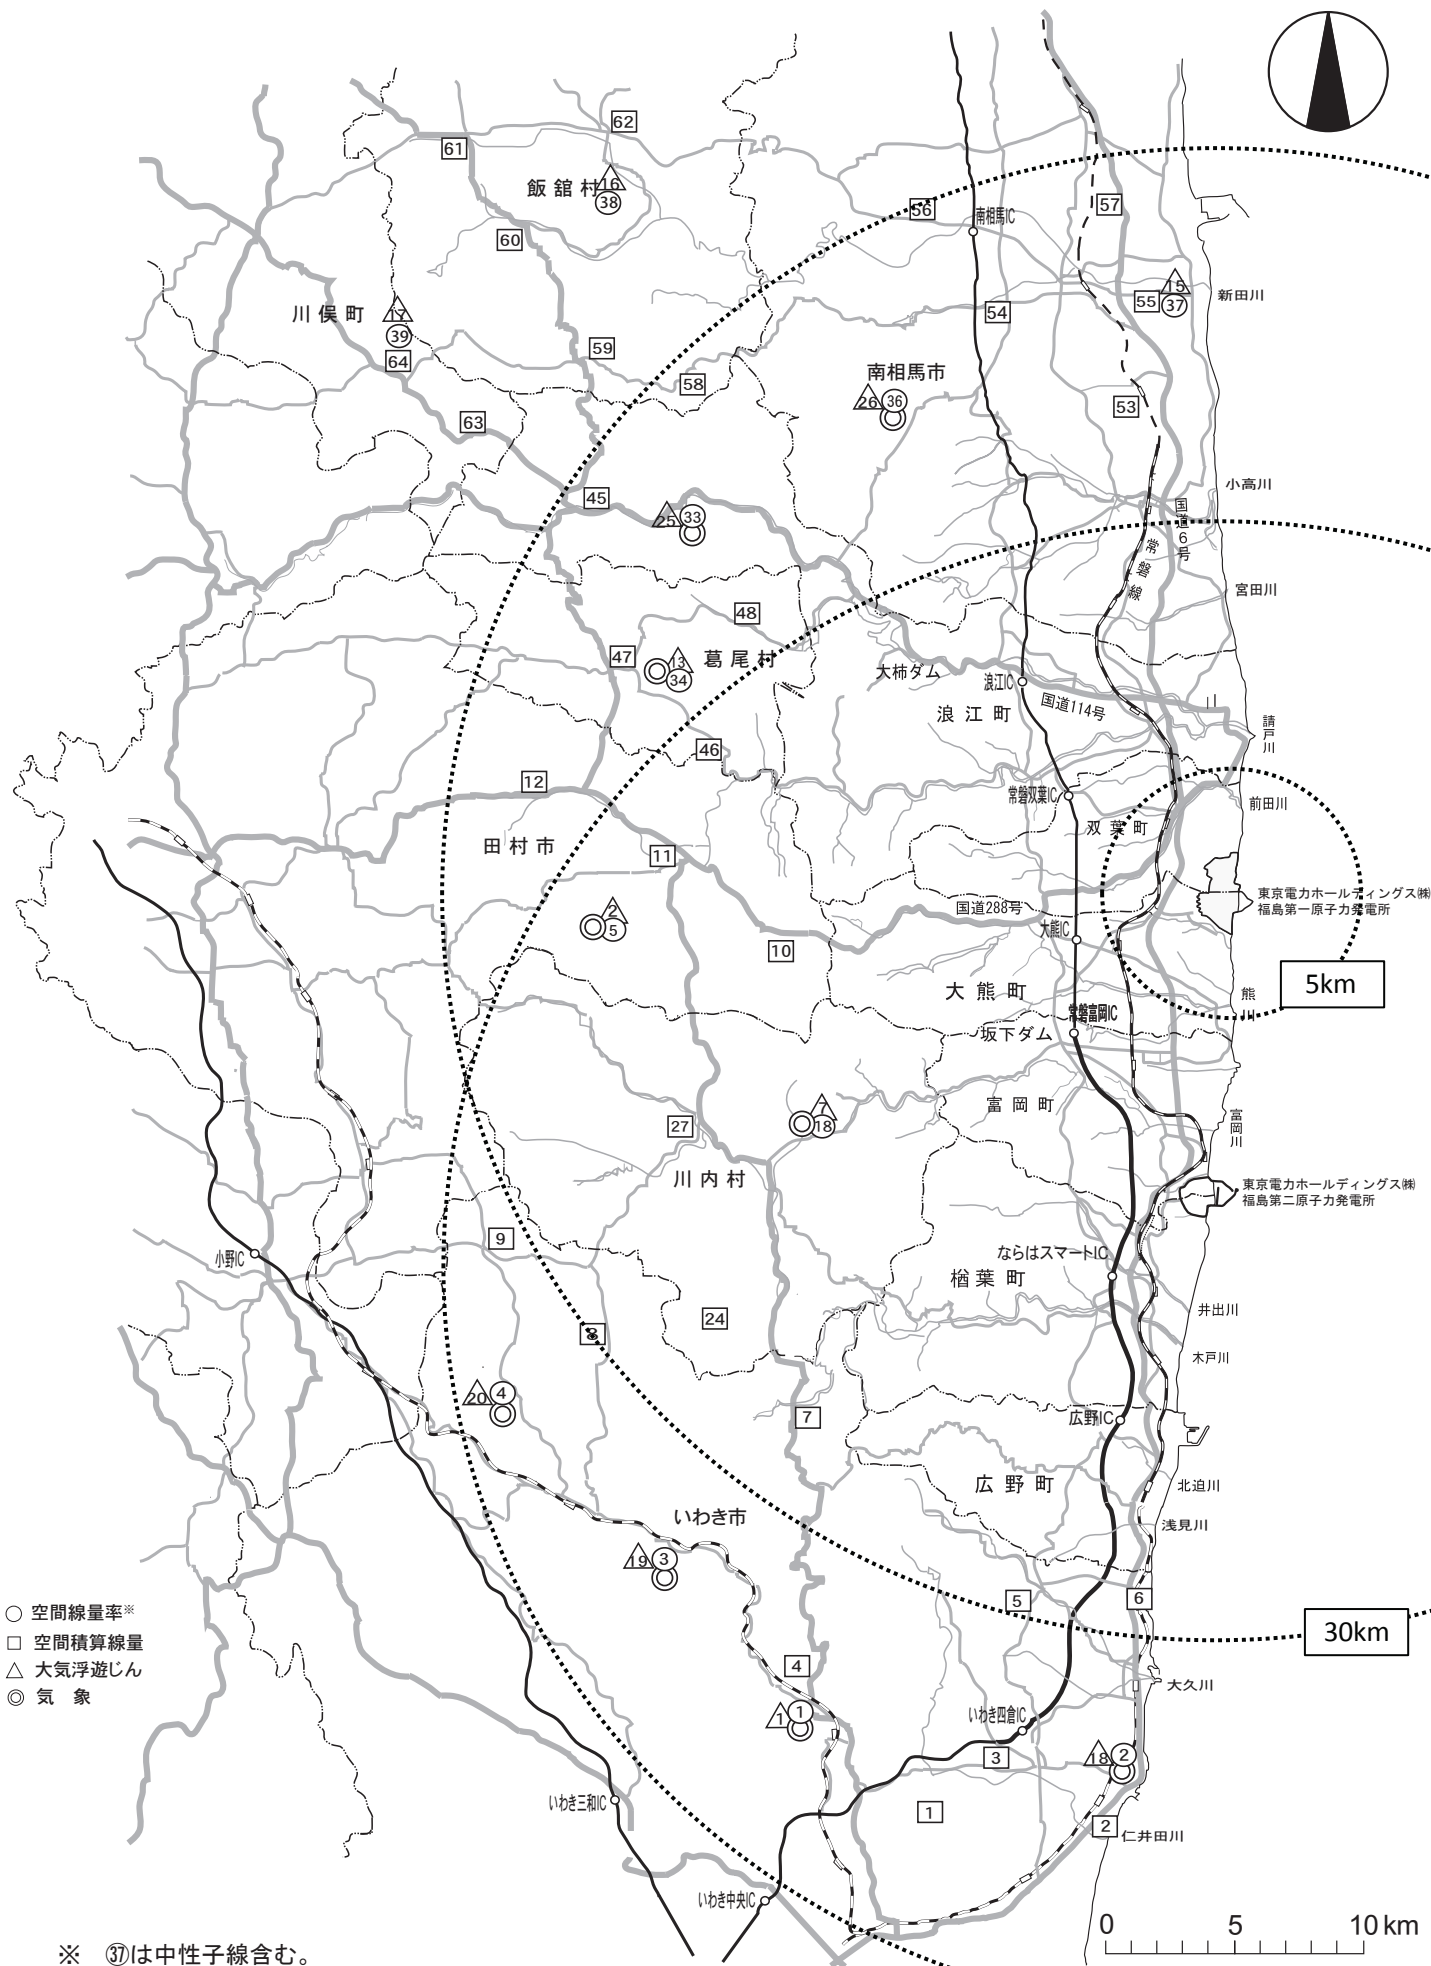 62
61
飯舘村
16
38
57
56
南相馬IC
60
15
55
37
新田川
川俣町
17
39
54
59
64
南相馬市
58
26
36
53
63
小高川
45
25
33
国道6号
常磐線
宮田川
48
47
13
葛尾村
34
大柿ダム
浪江IC
国道114号
川
浪江町
請戸川
46
12
常磐双葉IC
前田川
双葉町
田村市
11
東京電力ホールディングス㈱
福島第一原子力発電所
国道288号
2
5
大熊IC
10
5km
大熊町
熊川
常磐富岡IC
坂下ダム
富岡町
7
18
27
富岡川
川内村
東京電力ホールディングス㈱
福島第二原子力発電所
9
小野IC
ならはスマートIC
楢葉町
24
井出川
8
木戸川
20
4
7
広野IC
広野町
北迫川
いわき市
浅見川
19
3
5
6
○ 空間線量率※
□ 空間積算線量
△ 大気浮遊じん
◎ 気 象
30km
4
大久川
1
1
いわき四倉IC
3
18
2
いわき三和IC
1
2
仁井田川
いわき中央IC
0 5 10 km
※ ㊲は中性子線含む。